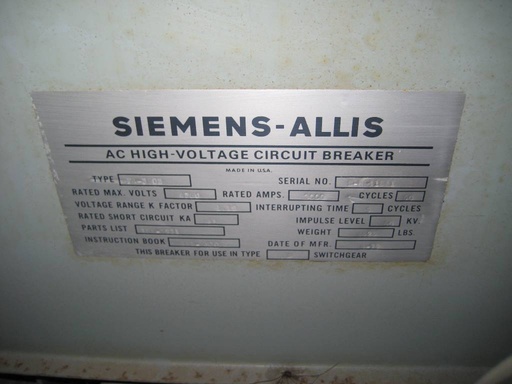 SIEMENS-ALLIS
AC HIGH-VOLTAGE CIRCUIT BREAKER
MADE IN U.S.A.
TYPE SERIAL NO.
RATED MAX. VOLTS RATED AMPS. CYCLES
VOLTAGE RANGE K FACTOR INTERRUPTING TIME CYCLES
RATED SHORT CIRCUIT KA IMPULSE LEVEL KV.
PARTS LIST WEIGHT LBS.
INSTRUCTION BOOK DATE OF MFR.
THIS BREAKER FOR USE IN TYPE SWITCHGEAR